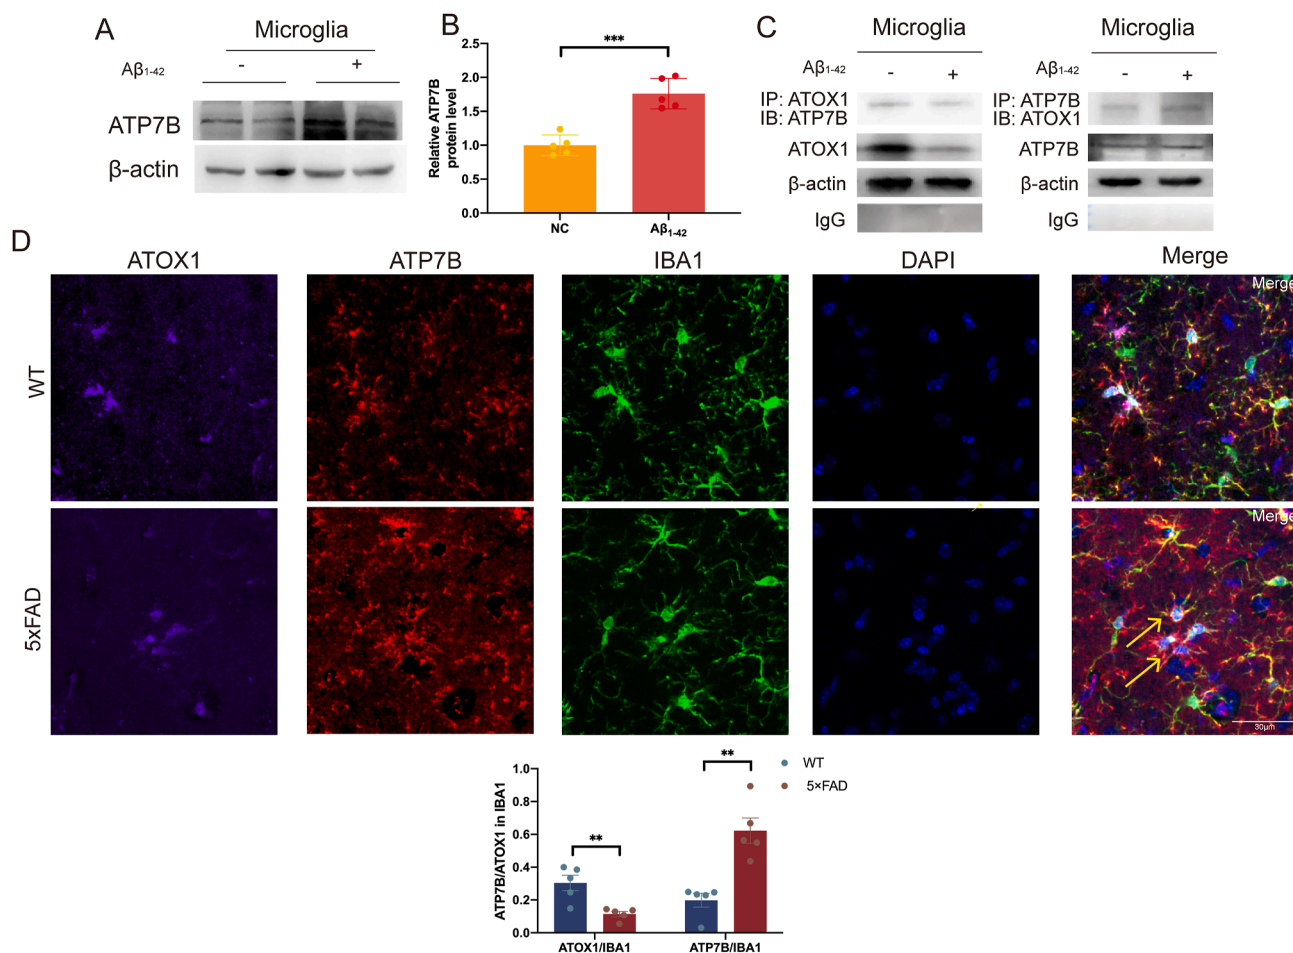 A
Microglia
Aβ1-42
-
+
ATP7B
β-actin
B
***
2.5
2.0
1.5
1.0
0.5
0.0
Relative ATP7B
protein level
NC
Aβ1-42
C
Microglia
Aβ1-42
-
+
IP: ATOX1
IB: ATP7B
ATOX1
β-actin
IgG
Microglia
Aβ1-42
-
+
IP: ATP7B
IB: ATOX1
ATP7B
β-actin
IgG
D
ATOX1
ATP7B
IBA1
DAPI
Merge
WT
Merge
5xFAD
Merge
30μm
ATP7B/ATOX1 in IBA1
1.0
0.8
0.6
0.4
0.2
0.0
**
**
WT
5×FAD
ATOX1/IBA1
ATP7B/IBA1